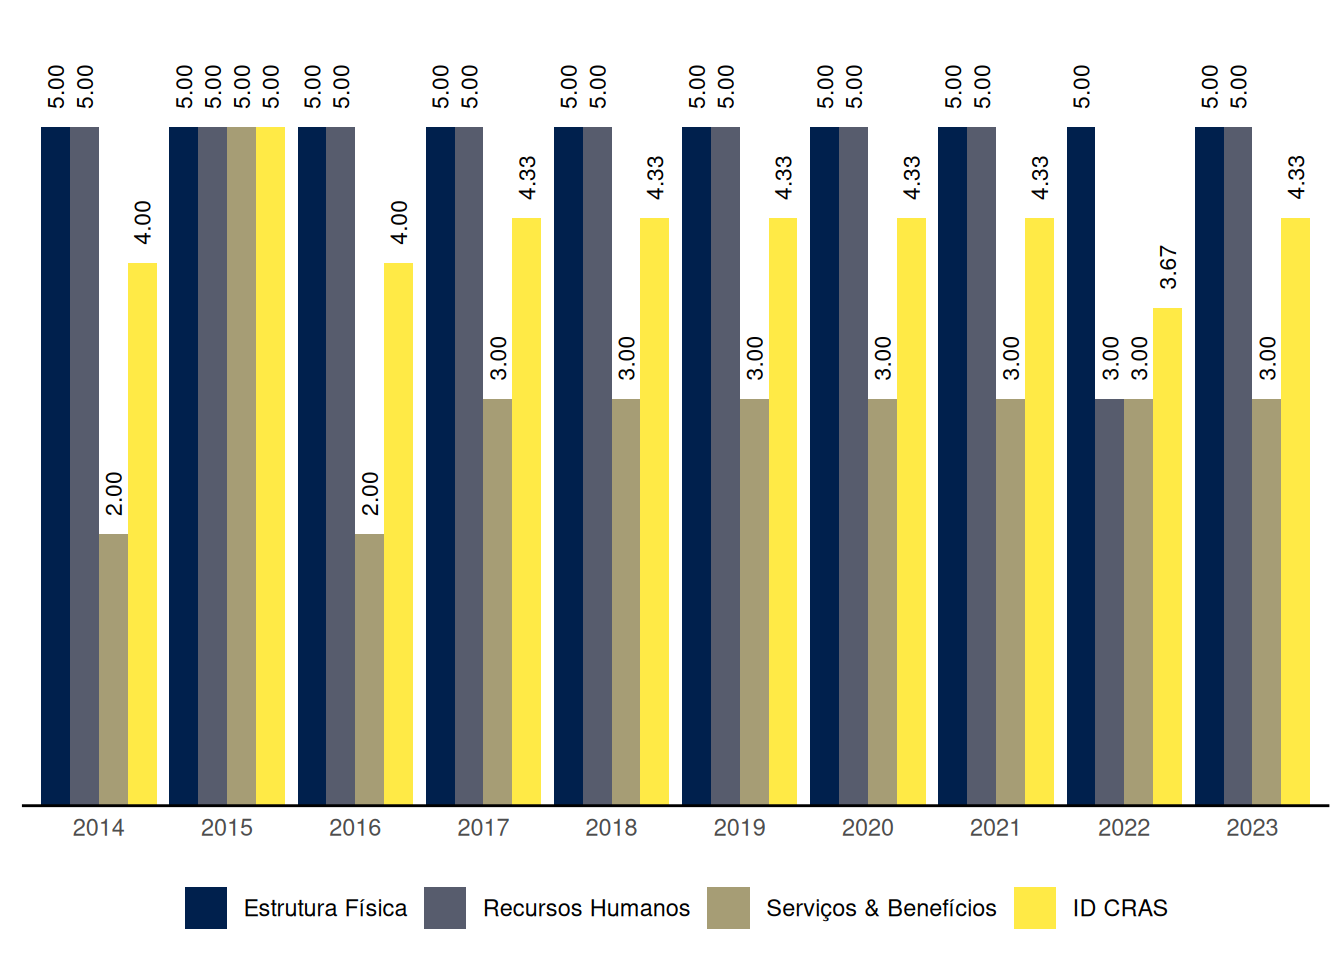 5.00 5.00 2.00 4.00 5.00 5.00 5.00 5.00 5.00 5.00 2.00 4.00 5.00 5.00 3.00 4.33 5.00 5.00 3.00 4.33 5.00 5.00 3.00 4.33 5.00 5.00 3.00 4.33 5.00 5.00 3.00 4.33 5.00 3.00 3.00 3.67 5.00 5.00 3.00 4.33
2014 2015 2016 2017 2018 2019 2020 2021 2022 2023
Estrutura Física Recursos Humanos Serviços & Benefícios ID CRAS